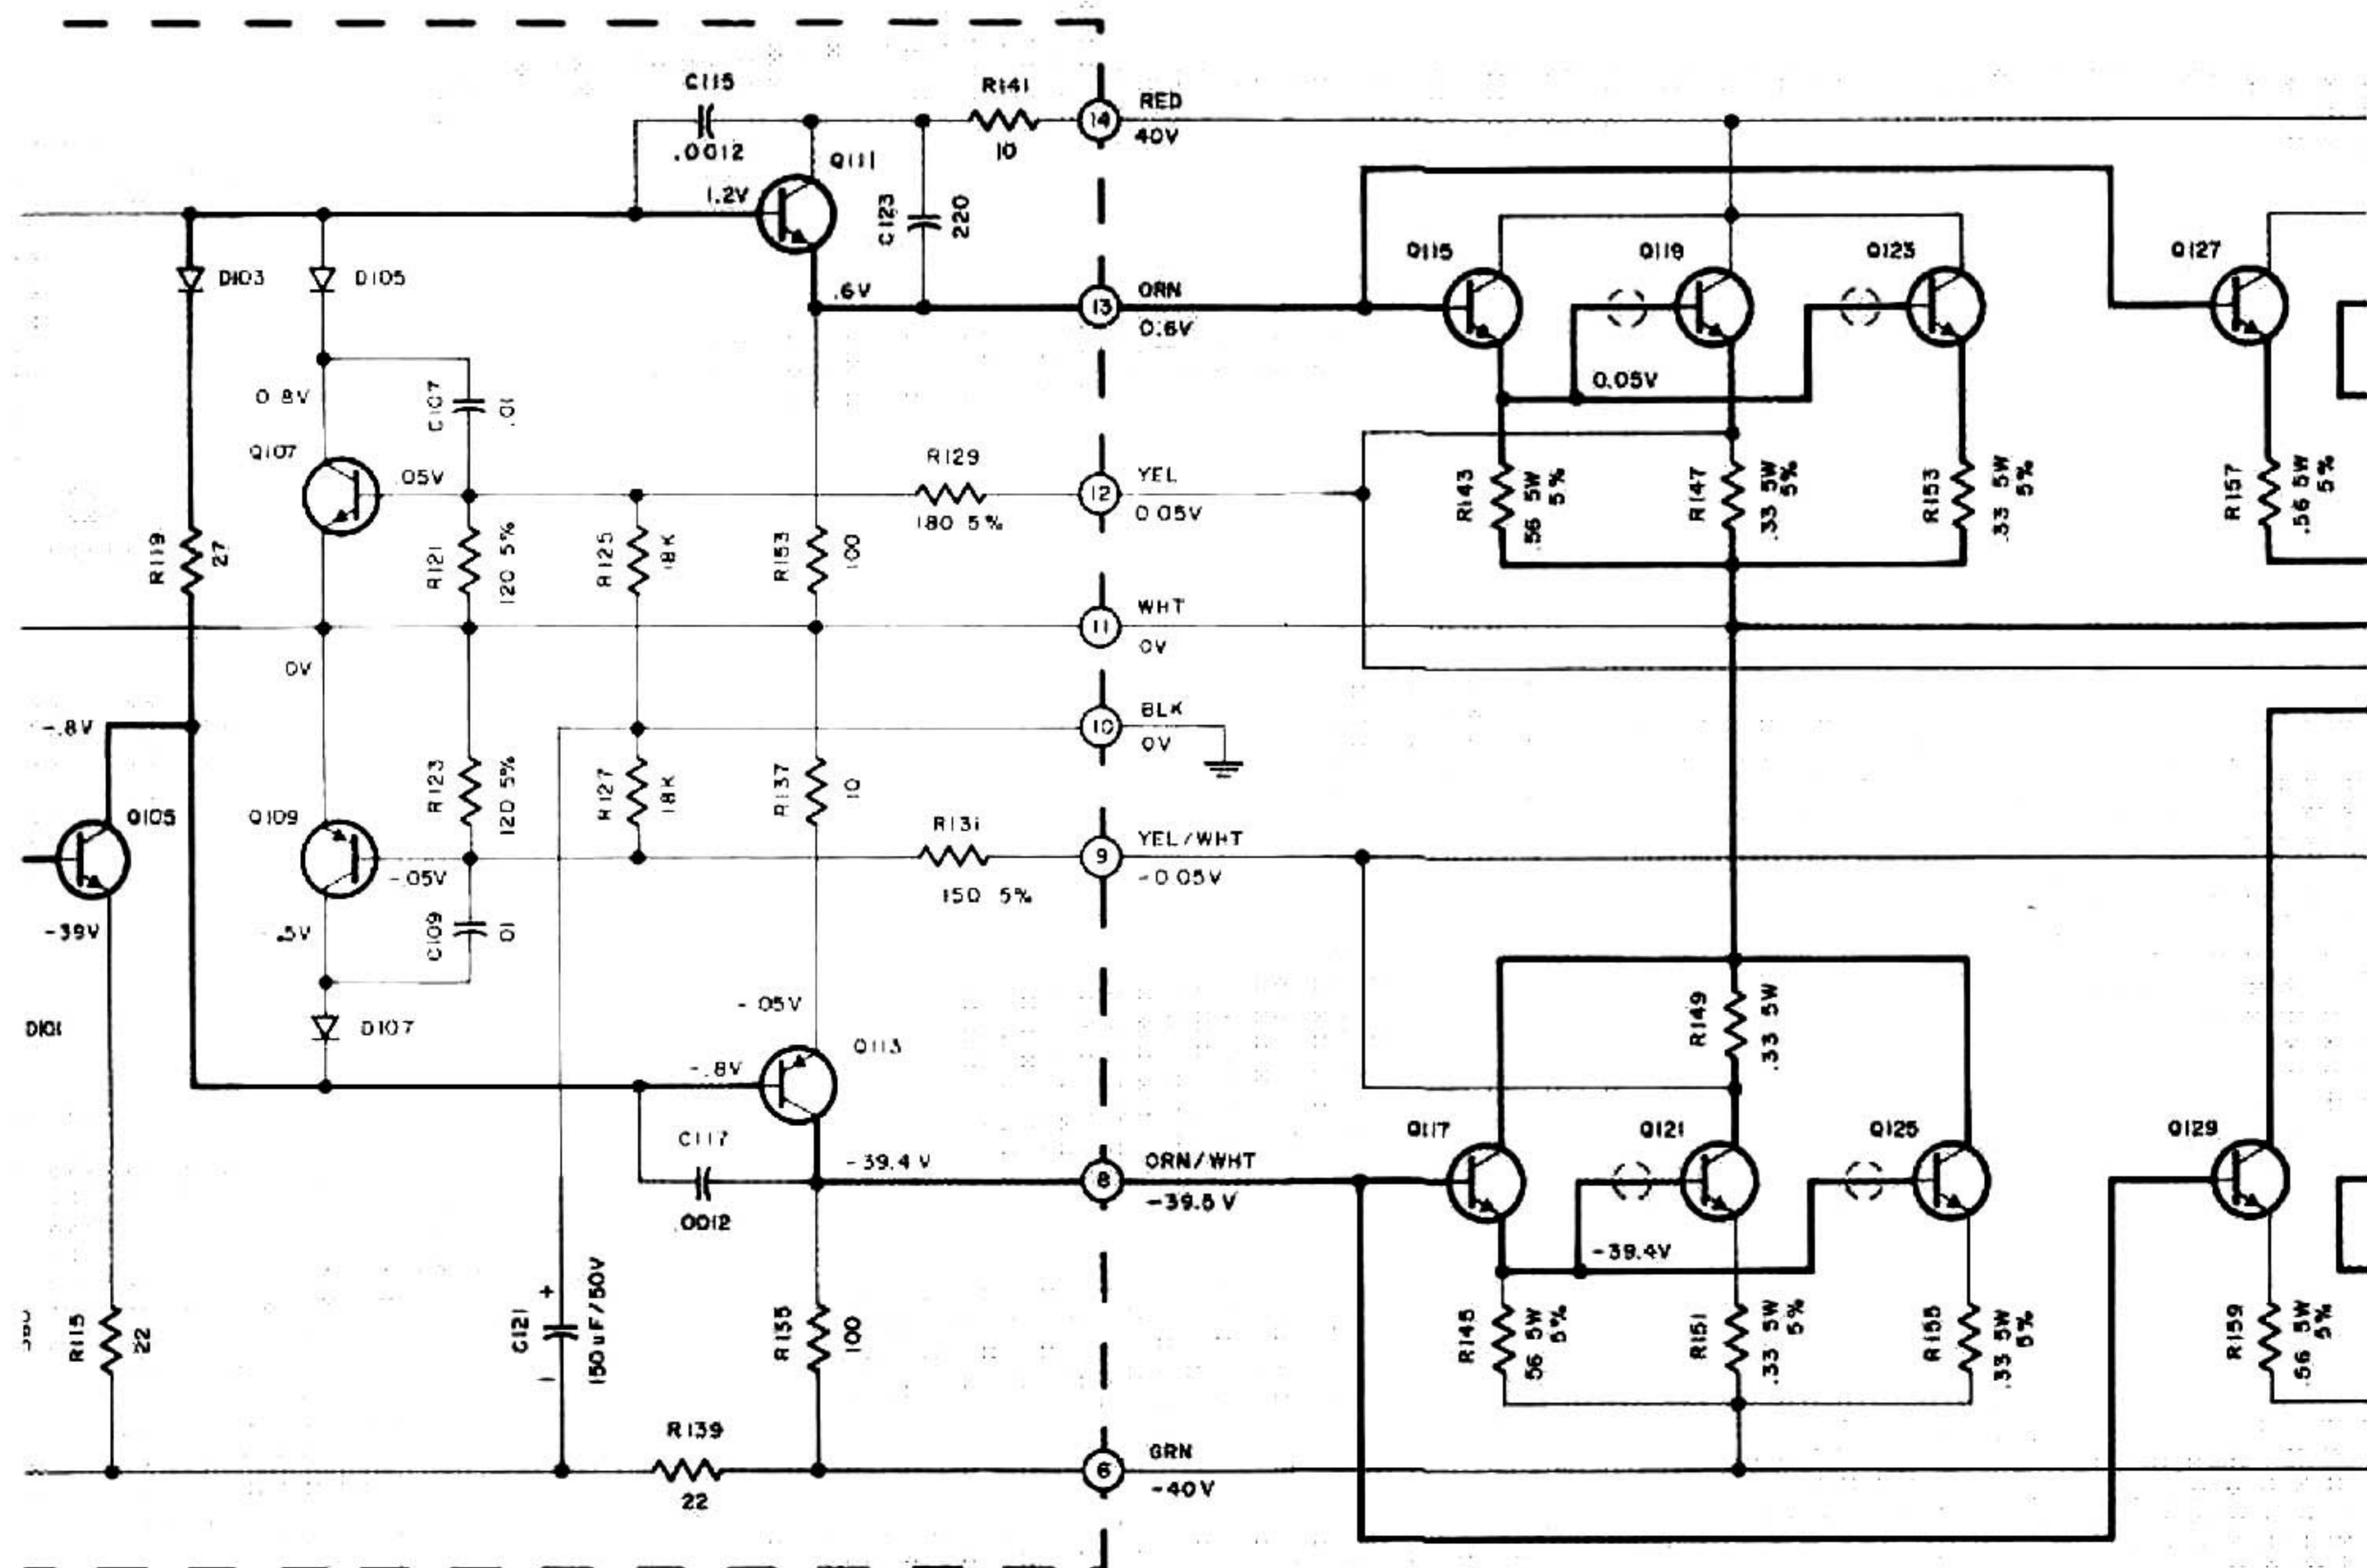 C115
.0012
R141
10
14
RED
40V
Q111
1.2V
C123
220
D103
D105
.6V
13
ORN
0.6V
Q115
Q119
Q123
Q127
0.05V
0 8V
C107
.01
Q107
.05V
R129
180 5%
12
YEL
0 05V
R143
.56 5W
5%
R147
.33 5W
5%
R153
.33 5W
5%
R157
.56 5W
5%
R119
27
R121
120 5%
R125
18K
R133
100
11
WHT
0V
0V
10
BLK
0V
-.8V
Q105
Q109
R123
120 5%
R127
18K
R137
10
R131
150 5%
9
YEL/WHT
-0 05V
-.05V
-39V
-.5V
C109
01
- 05V
D101
D107
Q113
-.8V
R149
.33 5W
C117
.0012
-39.4 V
8
ORN/WHT
-39.5 V
Q117
Q121
Q125
Q129
-39.4V
R115
22
C121
+
150 uF/50V
-
R135
100
R145
.56 5W
5%
R151
.33 5W
5%
R155
.33 5W
5%
R159
.56 5W
5%
R139
22
6
GRN
-40V